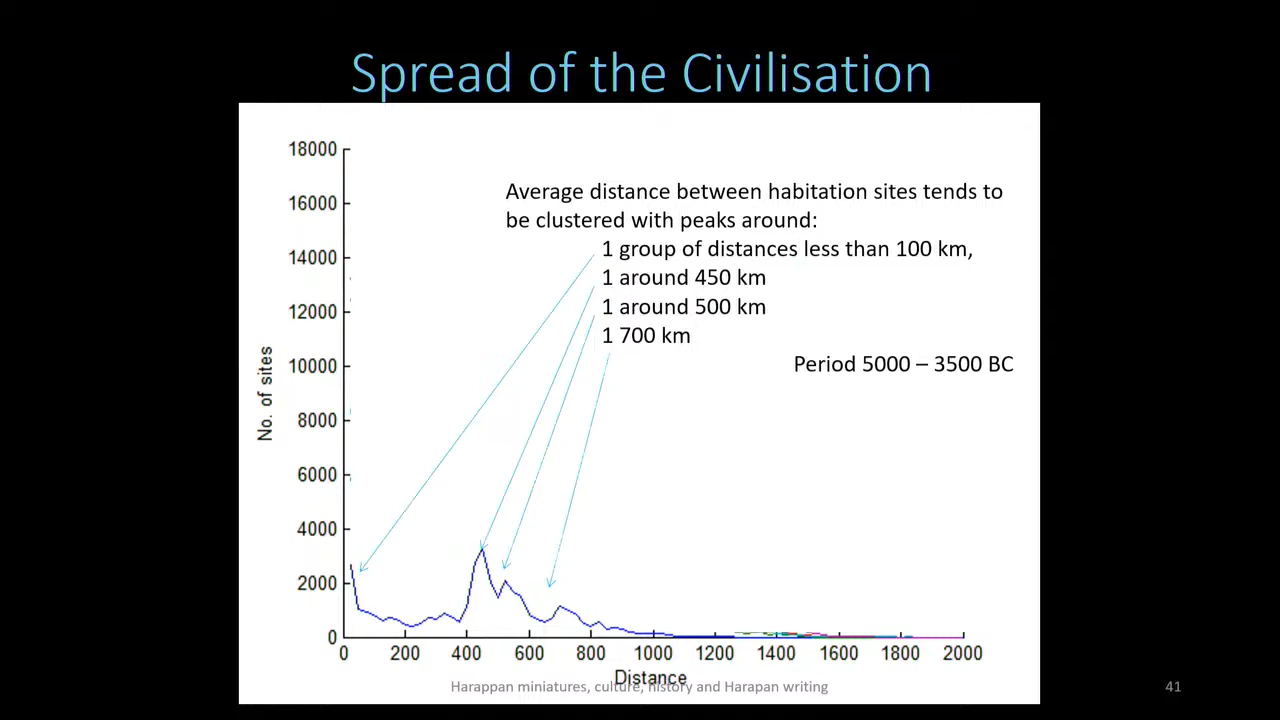 Spread of the Civilisation
18000
16000
14000
12000
10000
8000
6000
4000
2000
0
No. of sites
Average distance between habitation sites tends to
be clustered with peaks around:
1 group of distances less than 100 km,
1 around 450 km
1 around 500 km
1 700 km
Period 5000 – 3500 BC
0 200 400 600 800 1000 1200 1400 1600 1800 2000
Distance
Harappan miniatures, culture, history and Harapan writing
41